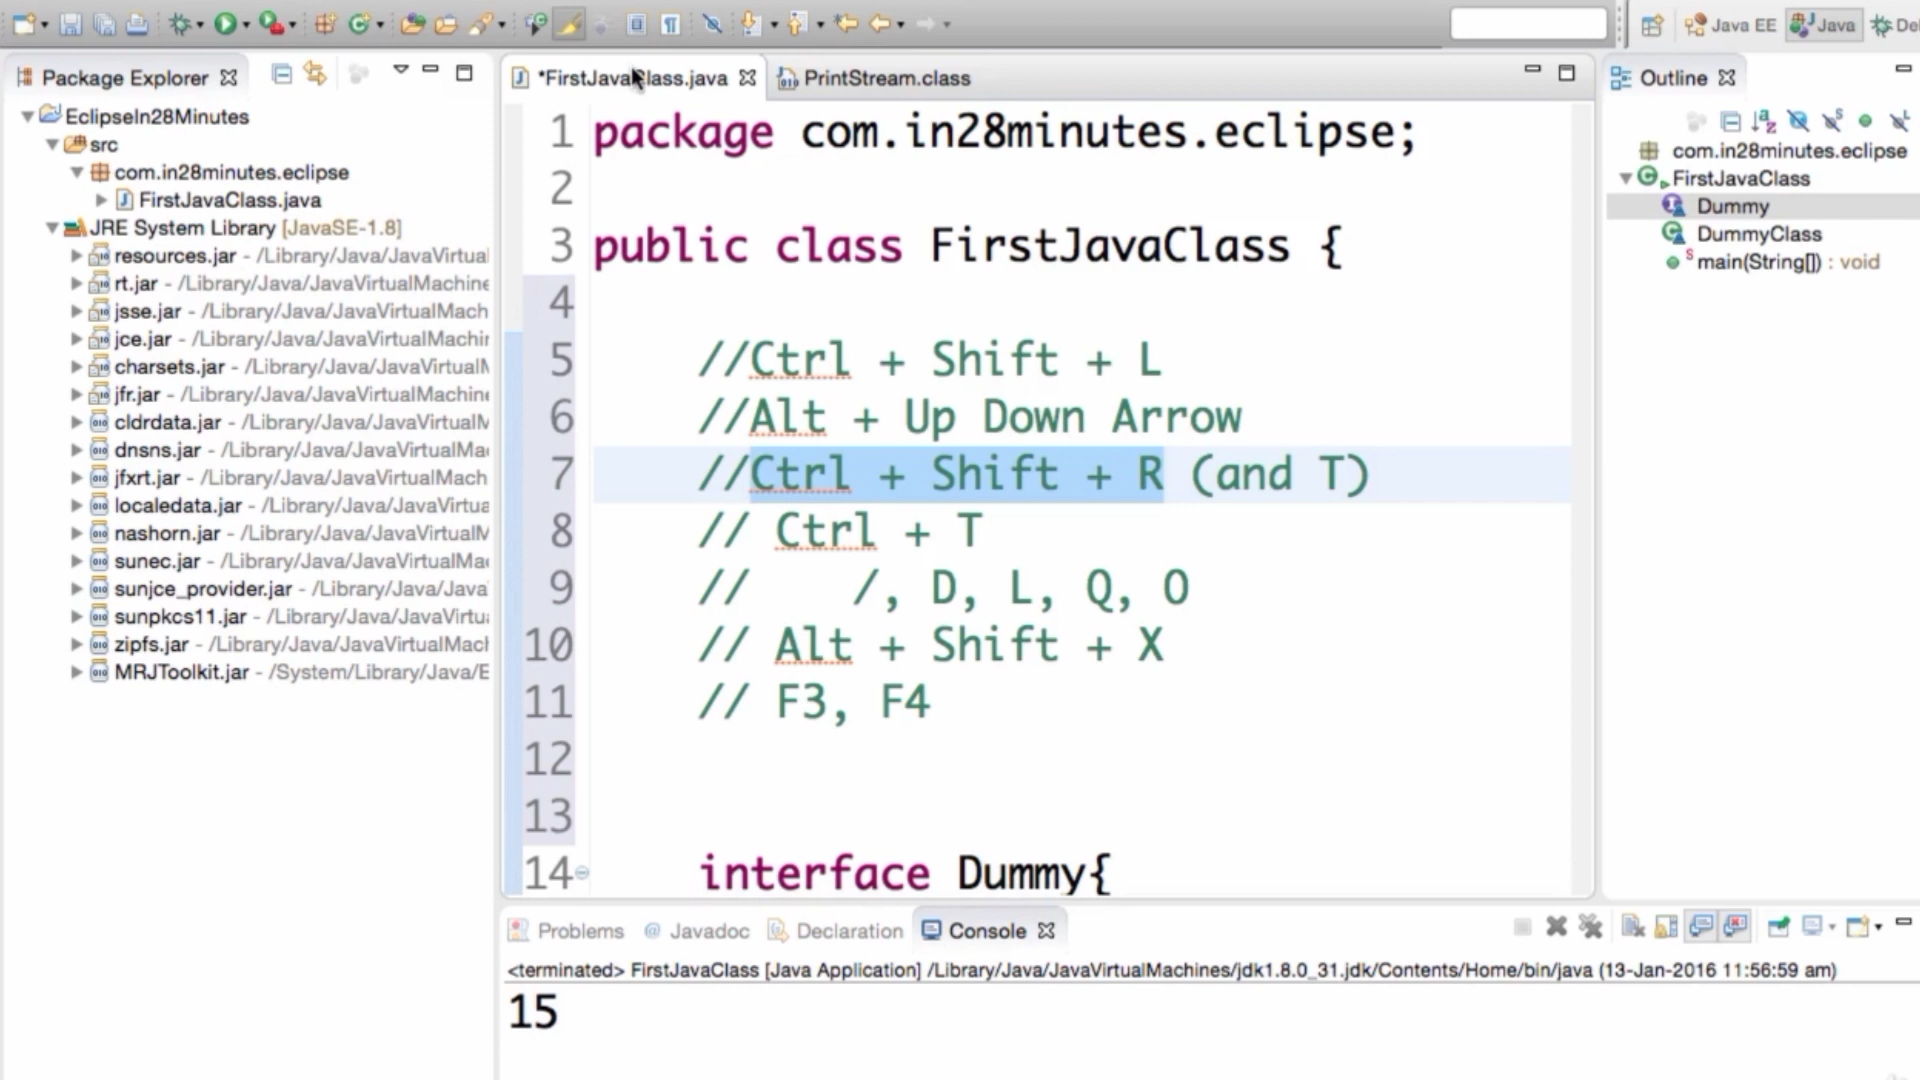 Java EE
Java
Package Explorer
EclipseIn28Minutes
src
com.in28minutes.eclipse
FirstJavaClass.java
JRE System Library [JavaSE-1.8]
resources.jar - /Library/Java/JavaVirtual
rt.jar - /Library/Java/JavaVirtualMachine
jsse.jar - /Library/Java/JavaVirtualMach
jce.jar - /Library/Java/JavaVirtualMachin
charsets.jar - /Library/Java/JavaVirtualM
jfr.jar - /Library/Java/JavaVirtualMachine
cldrdata.jar - /Library/Java/JavaVirtualM
dnsns.jar - /Library/Java/JavaVirtualMa
jfxrt.jar - /Library/Java/JavaVirtualMach
localedata.jar - /Library/Java/JavaVirtua
nashorn.jar - /Library/Java/JavaVirtualM
sunec.jar - /Library/Java/JavaVirtualMa
sunjce_provider.jar - /Library/Java/Java
sunpkcs11.jar - /Library/Java/JavaVirtu
zipfs.jar - /Library/Java/JavaVirtualMach
MRJToolkit.jar - /System/Library/Java/E
*FirstJavaClass.java
PrintStream.class
1 package com.in28minutes.eclipse;
2
3 public class FirstJavaClass {
4
5 //Ctrl + Shift + L
6 //Alt + Up Down Arrow
7 //Ctrl + Shift + R (and T)
8 // Ctrl + T
9 // /, D, L, Q, O
10 // Alt + Shift + X
11 // F3, F4
12
13
14 interface Dummy{
Outline
com.in28minutes.eclipse
FirstJavaClass
Dummy
DummyClass
main(String[]) : void
Problems
@ Javadoc
Declaration
Console
<terminated> FirstJavaClass [Java Application] /Library/Java/JavaVirtualMachines/jdk1.8.0_31.jdk/Contents/Home/bin/java (13-Jan-2016 11:56:59 am)
15